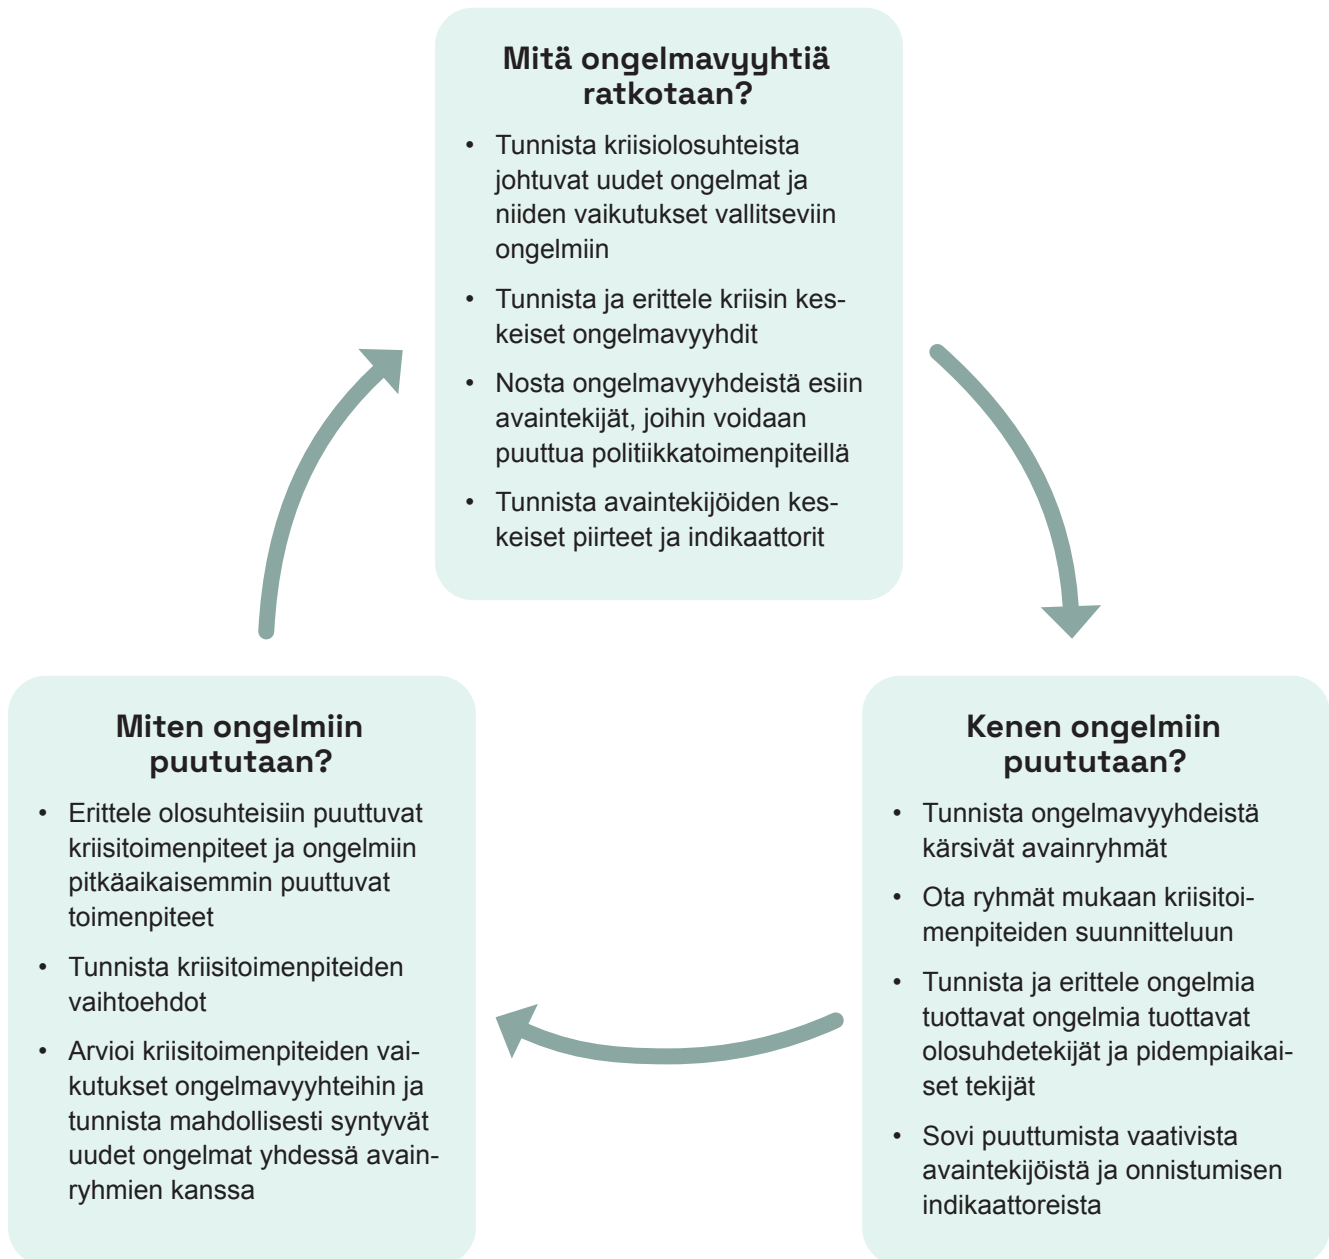 Mitä ongelmavyyhtiä
ratkotaan?
• Tunnista kriisiolosuhteista
johtuvat uudet ongelmat ja
niiden vaikutukset vallitseviin
ongelmiin
• Tunnista ja erittele kriisin kes-
keiset ongelmavyyhdit
• Nosta ongelmavyyhdeistä esiin
avaintekijät, joihin voidaan
puuttua politiikkatoimenpiteillä
• Tunnista avaintekijöiden kes-
keiset piirteet ja indikaattorit
Kenen ongelmiin
puututaan?
• Tunnista ongelmavyyhdeistä
kärsivät avainryhmät
• Ota ryhmät mukaan kriisitoi-
menpiteiden suunnitteluun
• Tunnista ja erittele ongelmia
tuottavat ongelmia tuottavat
olosuhdetekijät ja pidempiaikai-
set tekijät
• Sovi puuttumista vaativista
avaintekijöistä ja onnistumisen
indikaattoreista
Miten ongelmiin
puututaan?
• Erittele olosuhteisiin puuttuvat
kriisitoimenpiteet ja ongelmiin
pitkäaikaisemmin puuttuvat
toimenpiteet
• Tunnista kriisitoimenpiteiden
vaihtoehdot
• Arvioi kriisitoimenpiteiden vai-
kutukset ongelmavyyhteihin ja
tunnista mahdollisesti syntyvät
uudet ongelmat yhdessä avain-
ryhmien kanssa